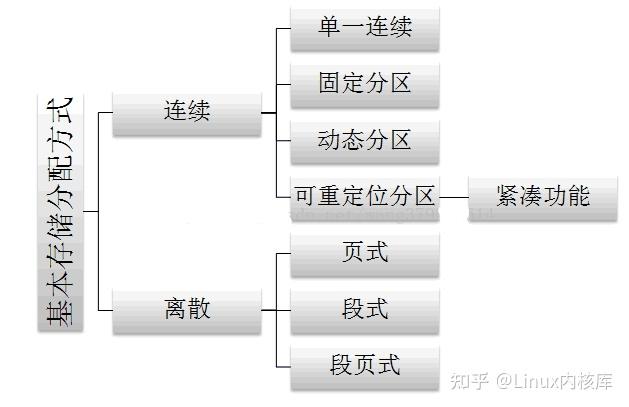 基本存储分配方式
连续
单一连续
固定分区
动态分区
可重定位分区
紧凑功能
离散
页式
段式
段页式
知乎 @Linux内核库